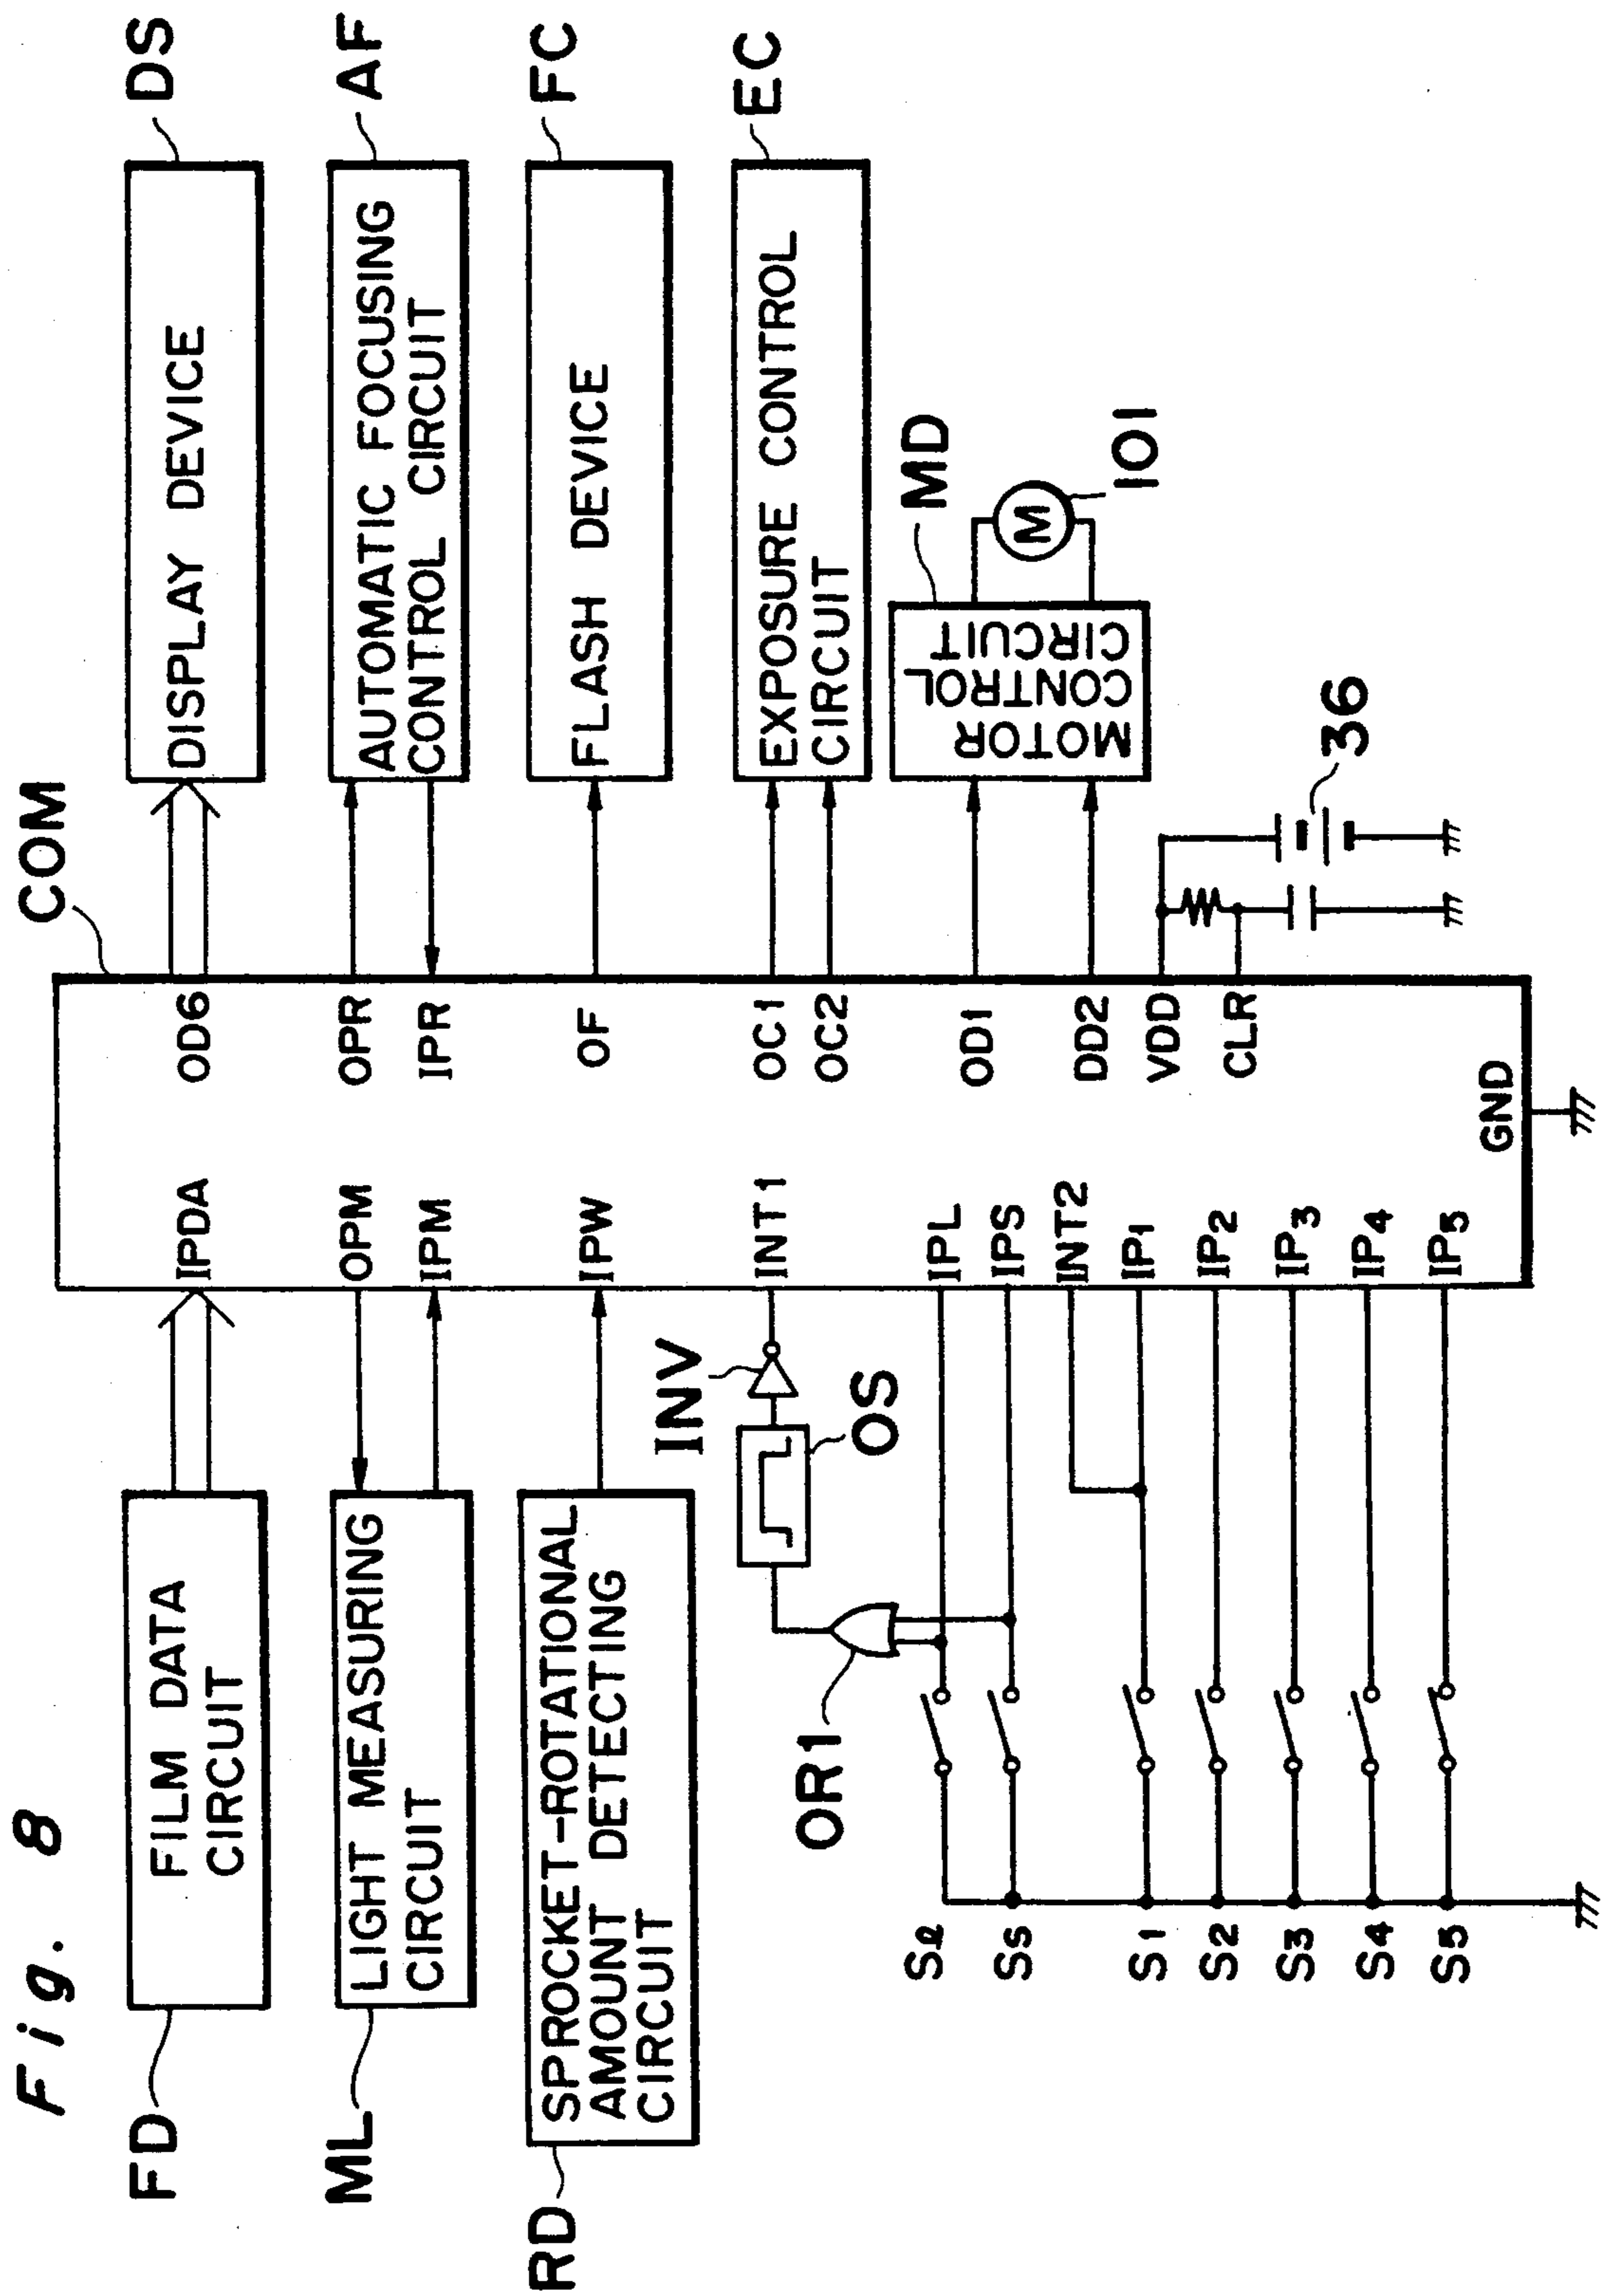 Fig. 8
COM
FD
FILM DATA
CIRCUIT
IPDA
OD6
DISPLAY DEVICE
DS
ML
LIGHT MEASURING
CIRCUIT
OPM
IPM
OPR
IPR
AUTOMATIC FOCUSING
CONTROL CIRCUIT
AF
RD
SPROCKET-ROTATIONAL
AMOUNT DETECTING
CIRCUIT
IPW
OF
FLASH DEVICE
FC
INV
OS
INT1
OC1
OC2
EXPOSURE CONTROL
CIRCUIT
EC
OR1
Sℓ
IPL
Ss
IPS
INT2
OD1
DD2
MOTOR
CONTROL
CIRCUIT
MD
M
101
S1
IP1
VDD
S2
IP2
CLR
S3
IP3
36
S4
IP4
S5
IP5
GND